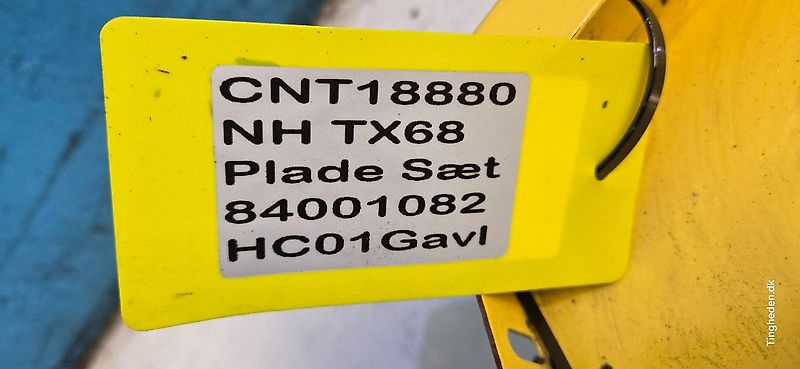 CNT18880
NH TX68
Plade Sæt
84001082
HC01Gavl
Tingheden.dk